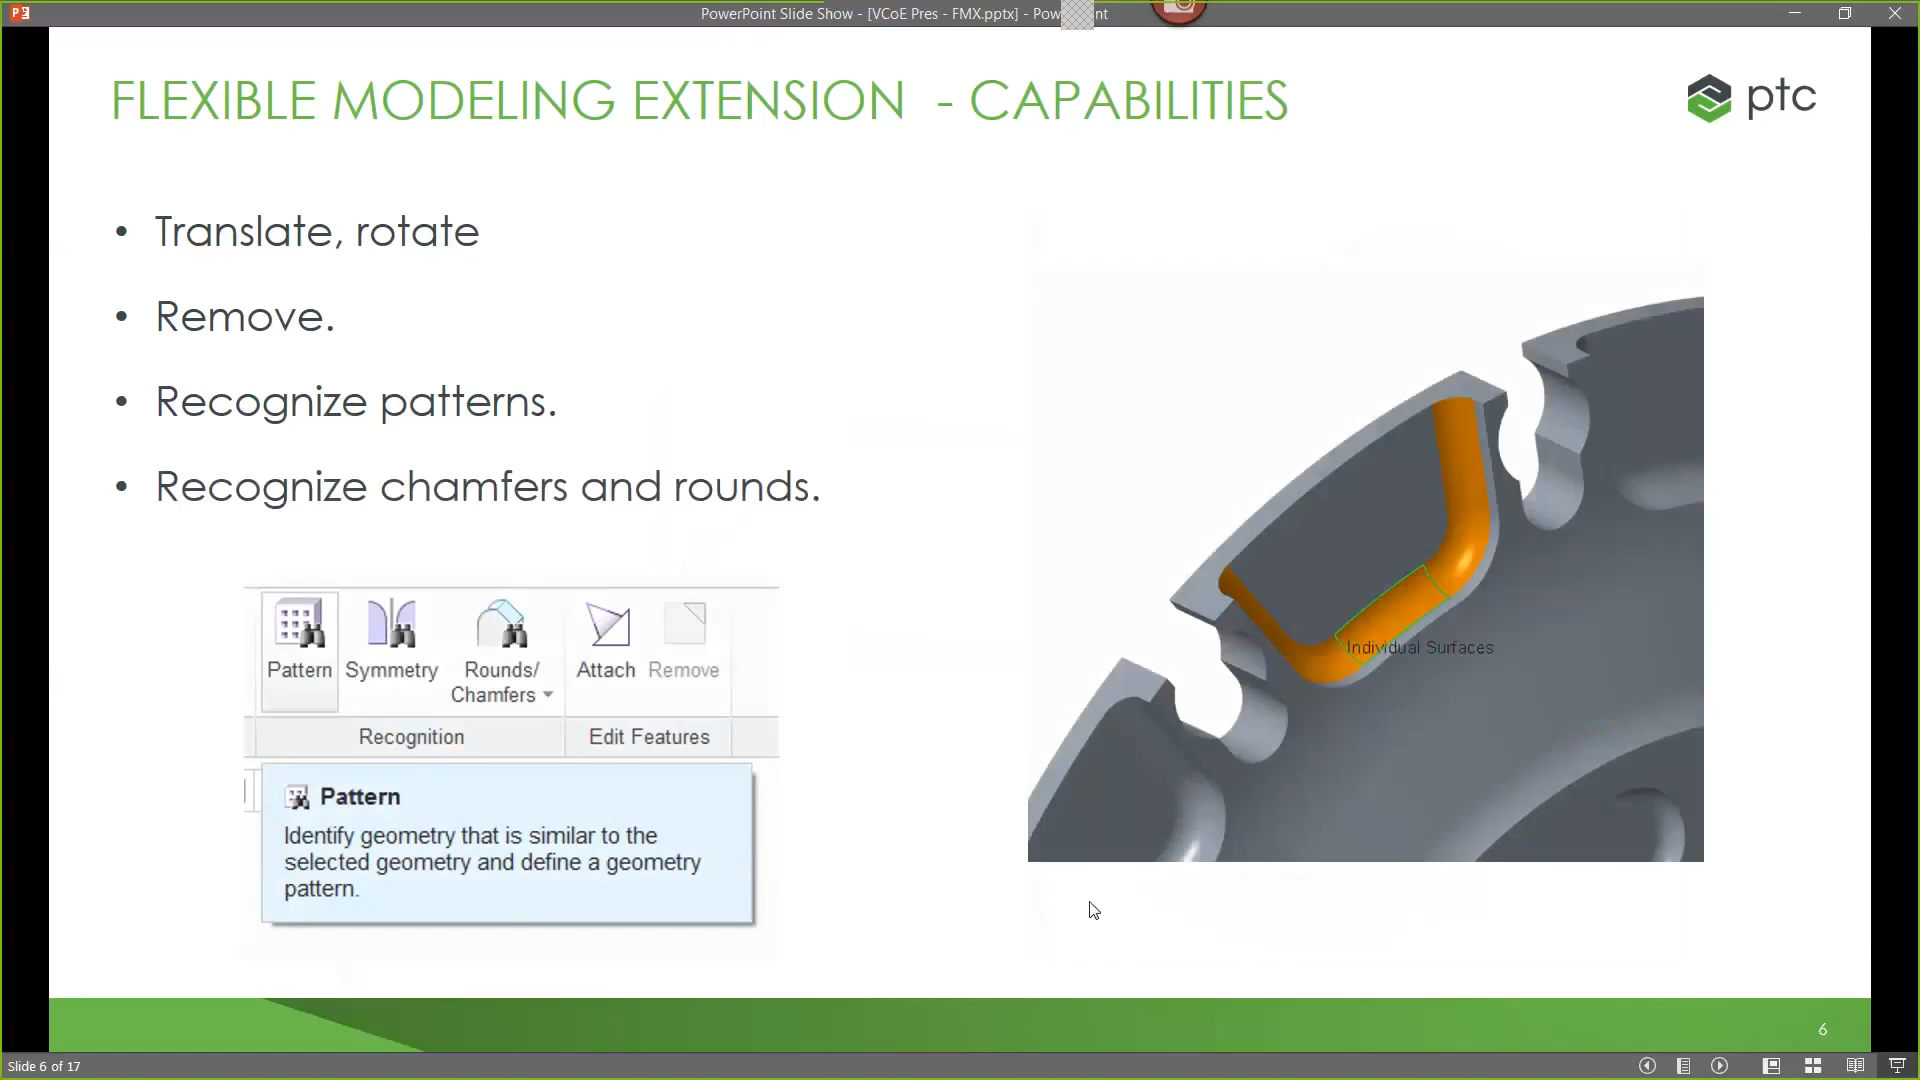 PowerPoint Slide Show - [VCoE Pres - FMX.pptx] - Pow nt
FLEXIBLE MODELING EXTENSION - CAPABILITIES
ptc
• Translate, rotate
• Remove.
• Recognize patterns.
• Recognize chamfers and rounds.
Pattern
Symmetry
Rounds/
Chamfers
Attach
Remove
Recognition
Edit Features
Pattern
Identify geometry that is similar to the
selected geometry and define a geometry
pattern.
Individual Surfaces
6
Slide 6 of 17